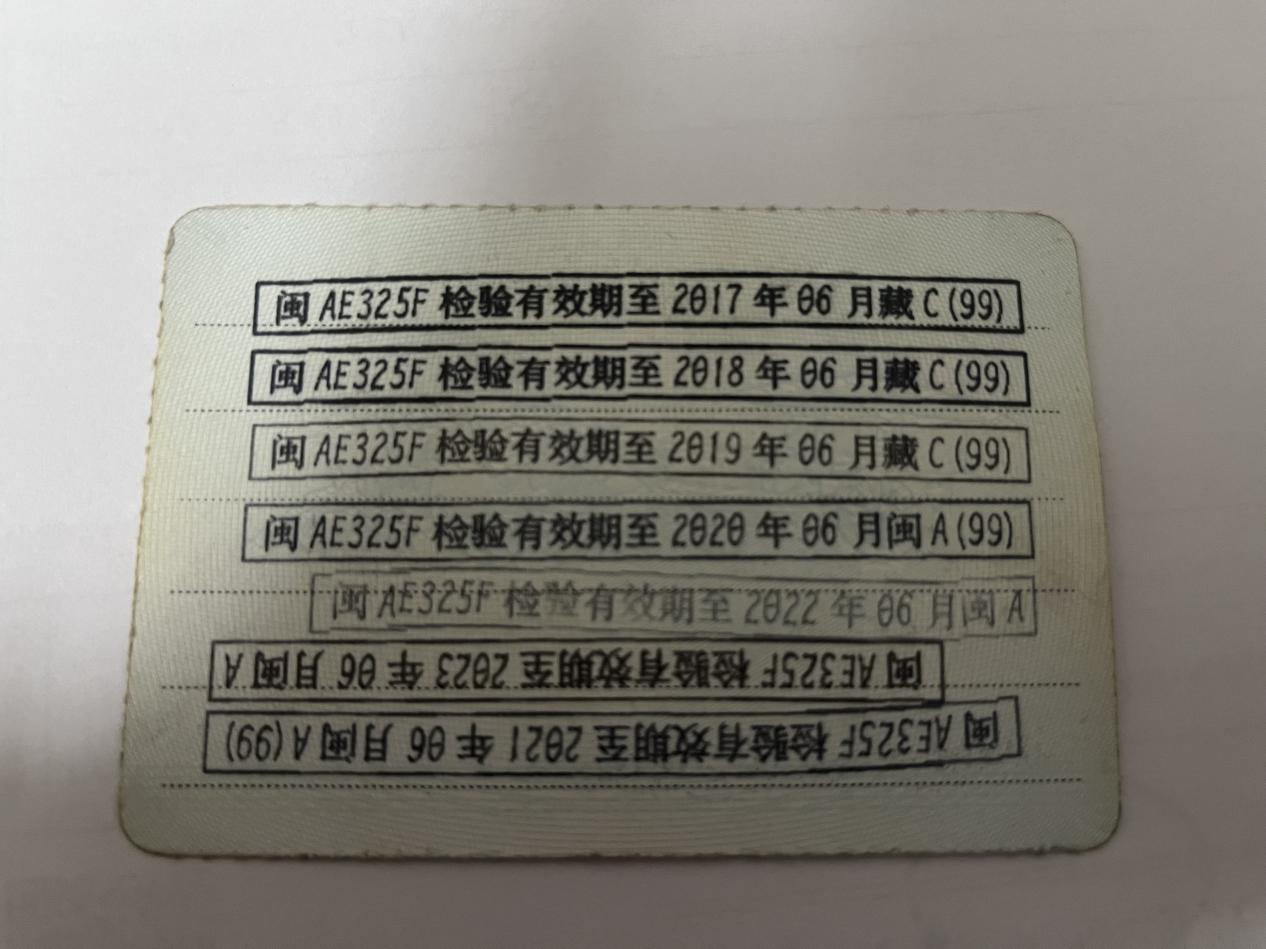 闽 AE325F 检验有效期至 2017 年 06 月藏 C (99)
闽 AE325F 检验有效期至 2018 年 06 月藏 C (99)
闽 AE325F 检验有效期至 2019 年 06 月藏 C (99)
闽 AE325F 检验有效期至 2020 年 06 月闽 A (99)
闽 AE325F 检验有效期至 2022 年 06 月闽 A
闽 AE325F 检验有效期至 2023 年 06 月闽 A
闽 AE325F 检验有效期至 2021 年 06 月闽 A (99)